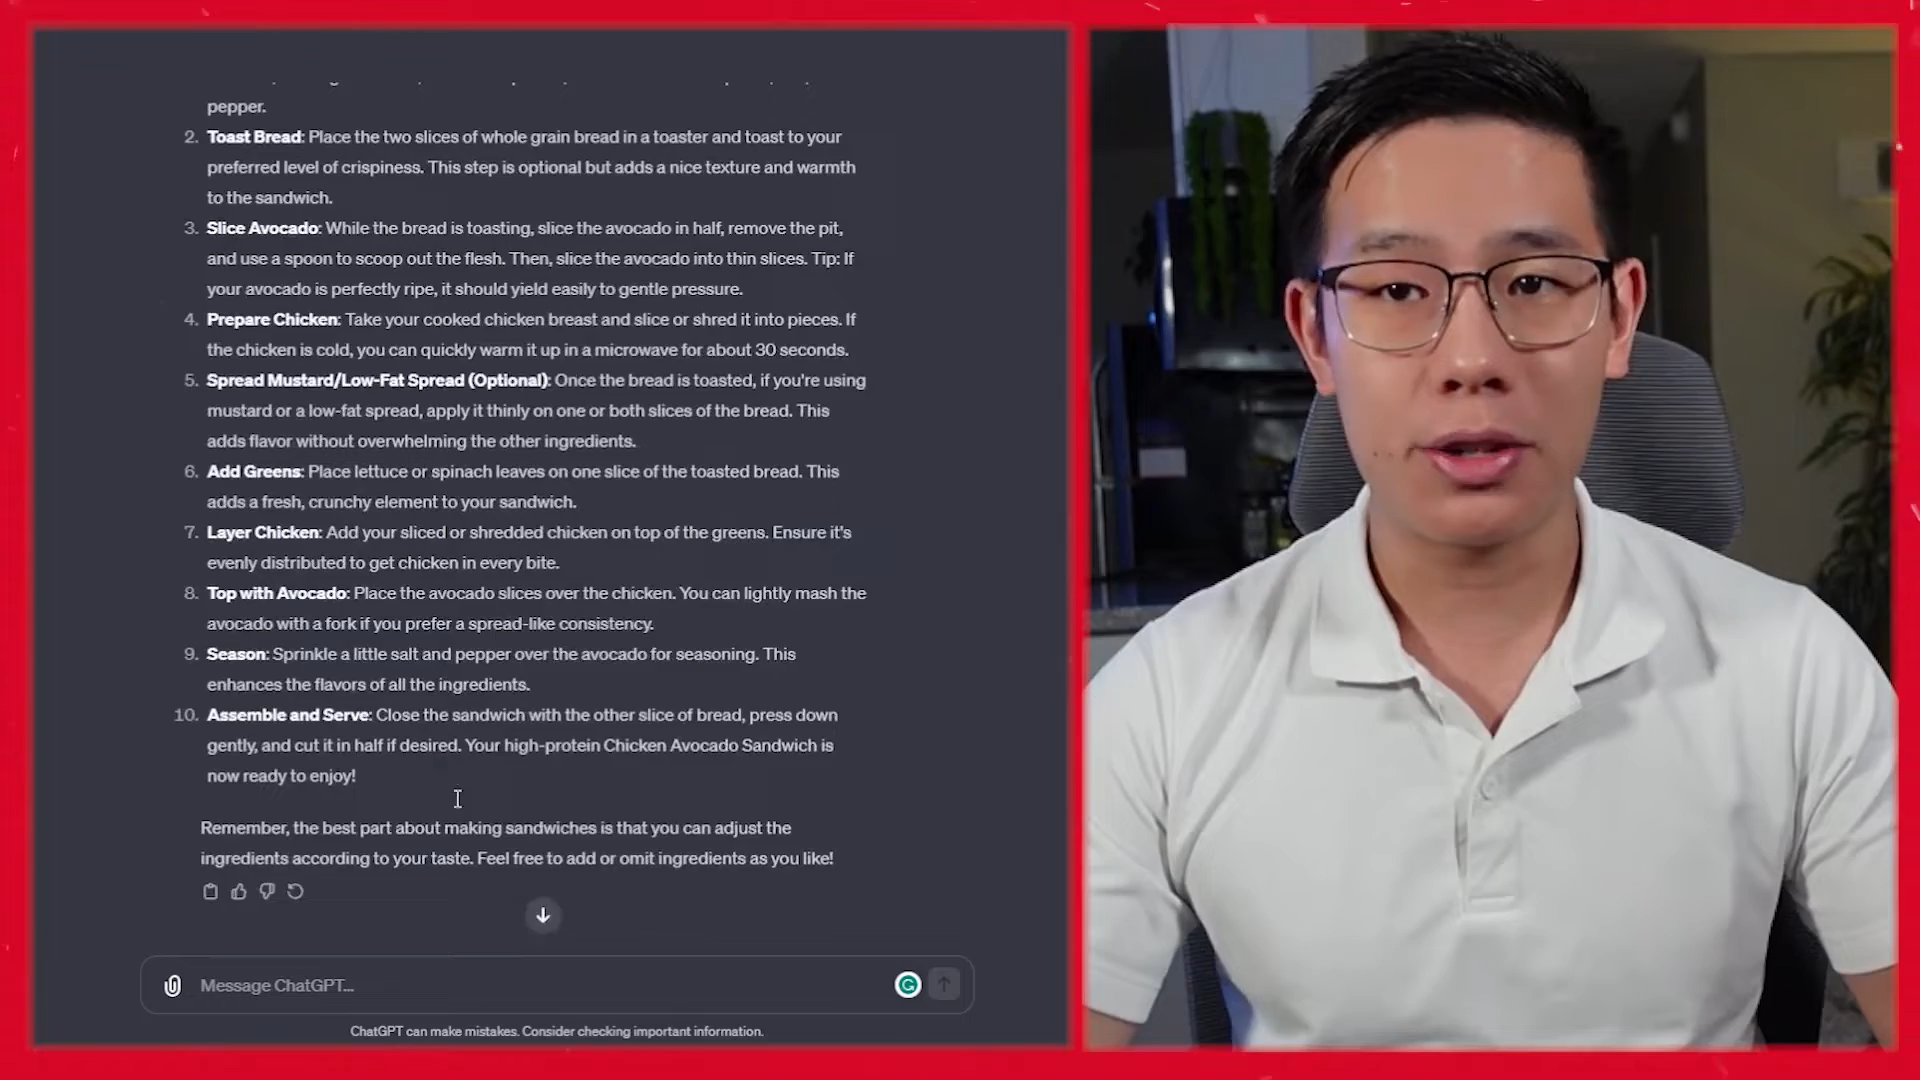 pepper.
2. Toast Bread: Place the two slices of whole grain bread in a toaster and toast to your
preferred level of crispiness. This step is optional but adds a nice texture and warmth
to the sandwich.
3. Slice Avocado: While the bread is toasting, slice the avocado in half, remove the pit,
and use a spoon to scoop out the flesh. Then, slice the avocado into thin slices. Tip: If
your avocado is perfectly ripe, it should yield easily to gentle pressure.
4. Prepare Chicken: Take your cooked chicken breast and slice or shred it into pieces. If
the chicken is cold, you can quickly warm it up in a microwave for about 30 seconds.
5. Spread Mustard/Low-Fat Spread (Optional): Once the bread is toasted, if you're using
mustard or a low-fat spread, apply it thinly on one or both slices of the bread. This
adds flavor without overwhelming the other ingredients.
6. Add Greens: Place lettuce or spinach leaves on one slice of the toasted bread. This
adds a fresh, crunchy element to your sandwich.
7. Layer Chicken: Add your sliced or shredded chicken on top of the greens. Ensure it's
evenly distributed to get chicken in every bite.
8. Top with Avocado: Place the avocado slices over the chicken. You can lightly mash the
avocado with a fork if you prefer a spread-like consistency.
9. Season: Sprinkle a little salt and pepper over the avocado for seasoning. This
enhances the flavors of all the ingredients.
10. Assemble and Serve: Close the sandwich with the other slice of bread, press down
gently, and cut it in half if desired. Your high-protein Chicken Avocado Sandwich is
now ready to enjoy!
Remember, the best part about making sandwiches is that you can adjust the
ingredients according to your taste. Feel free to add or omit ingredients as you like!
Message ChatGPT...
ChatGPT can make mistakes. Consider checking important information.